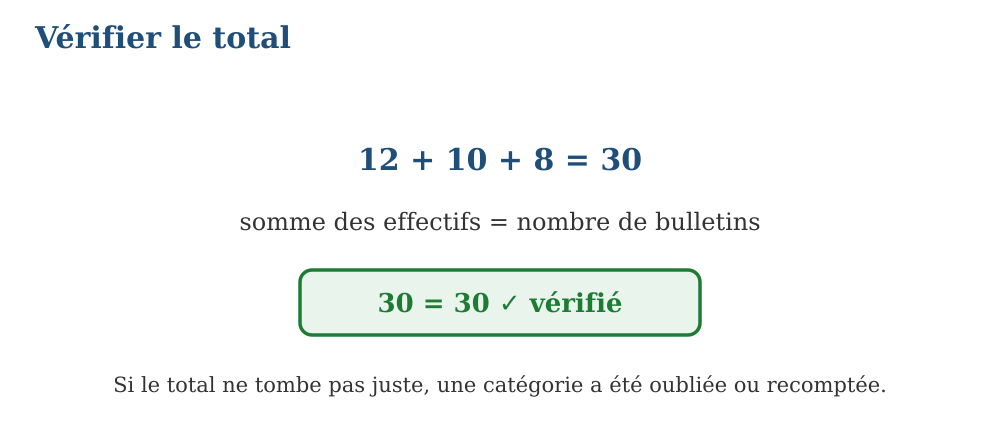 Vérifier le total
12 + 10 + 8 = 30
somme des effectifs = nombre de bulletins
30 = 30 ✓ vérifié
Si le total ne tombe pas juste, une catégorie a été oubliée ou recomptée.